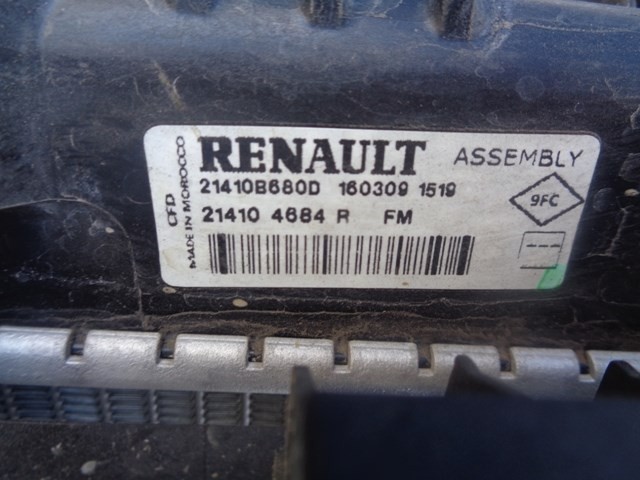 RENAULT ASSEMBLY
21410B680D 160309 1519
21410 4684 R FM
CFD
MADE IN MOROCCO
9FC
---